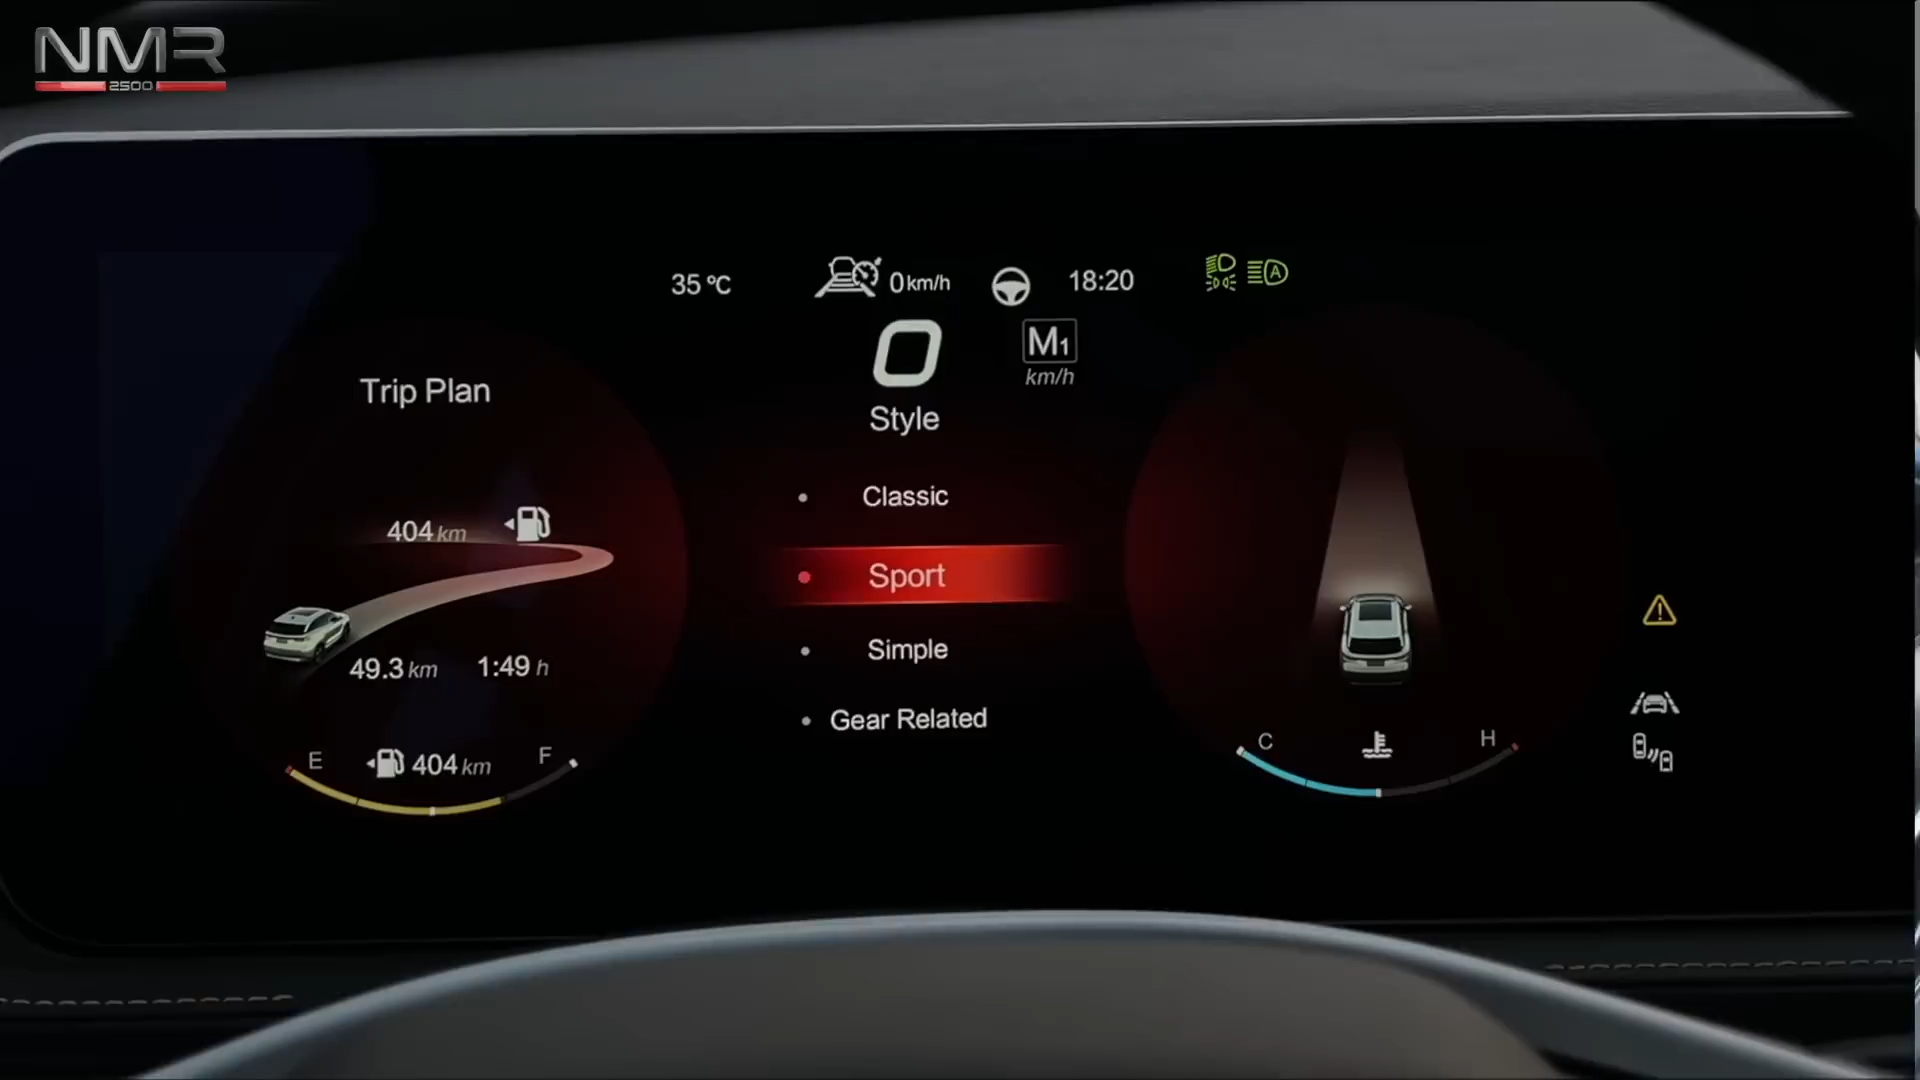 NMR
2500
35 °C
0 km/h
18:20
A
0
M1
km/h
Trip Plan
Style
Classic
404 km
Sport
Simple
49.3 km
1:49 h
Gear Related
E
404 km
F
C
H